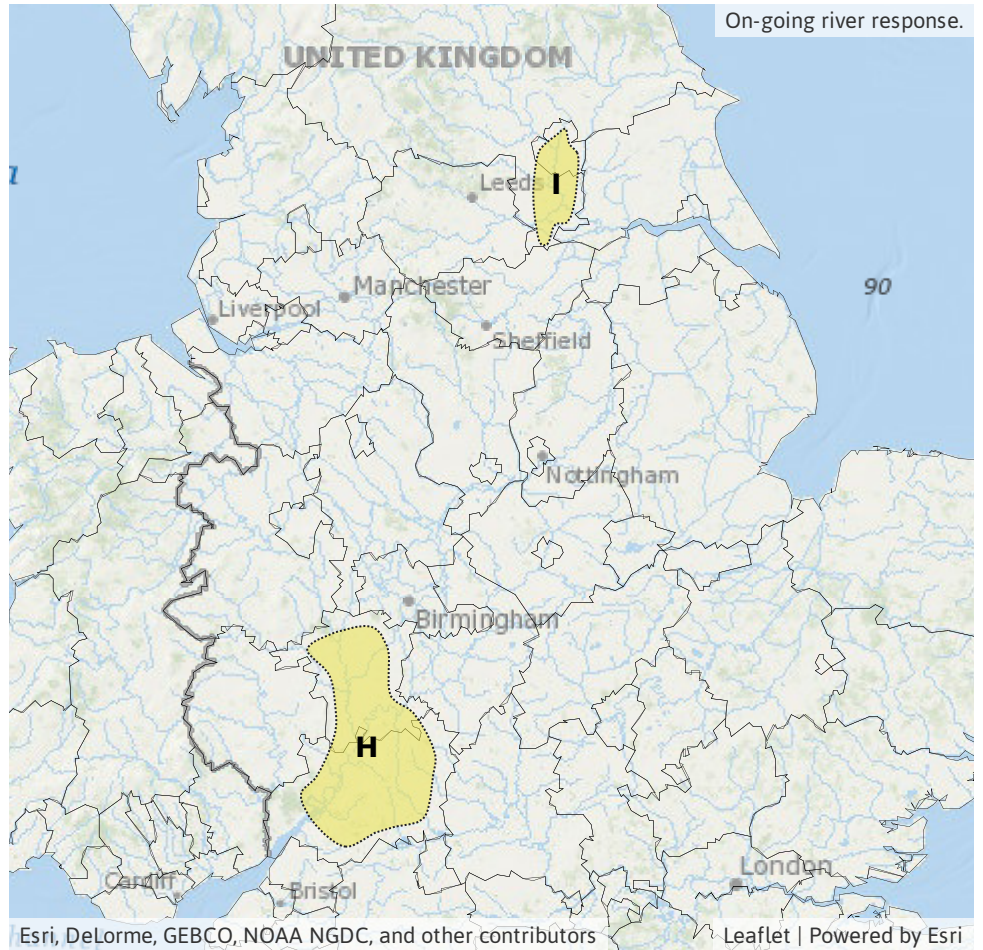 On-going river response.
UNITED KINGDOM
Leeds
I
Manchester
90
Liverpool
Sheffield
Nottingham
Birmingham
H
London
Cardiff
Bristol
Esri, DeLorme, GEBCO, NOAA NGDC, and other contributors
Leaflet | Powered by Esri